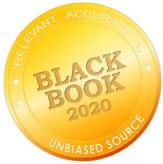 RELEVANT ACCURATE
BLACK
BOOK
2020
UNBIASED SOURCE